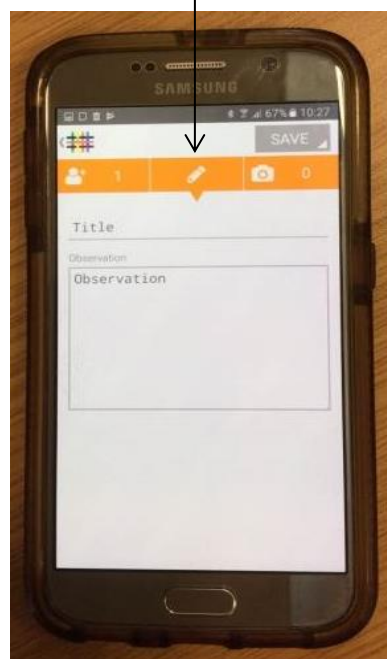 SAMSUNG
67% 10:27
SAVE
1 0
Title
Observation
Observation